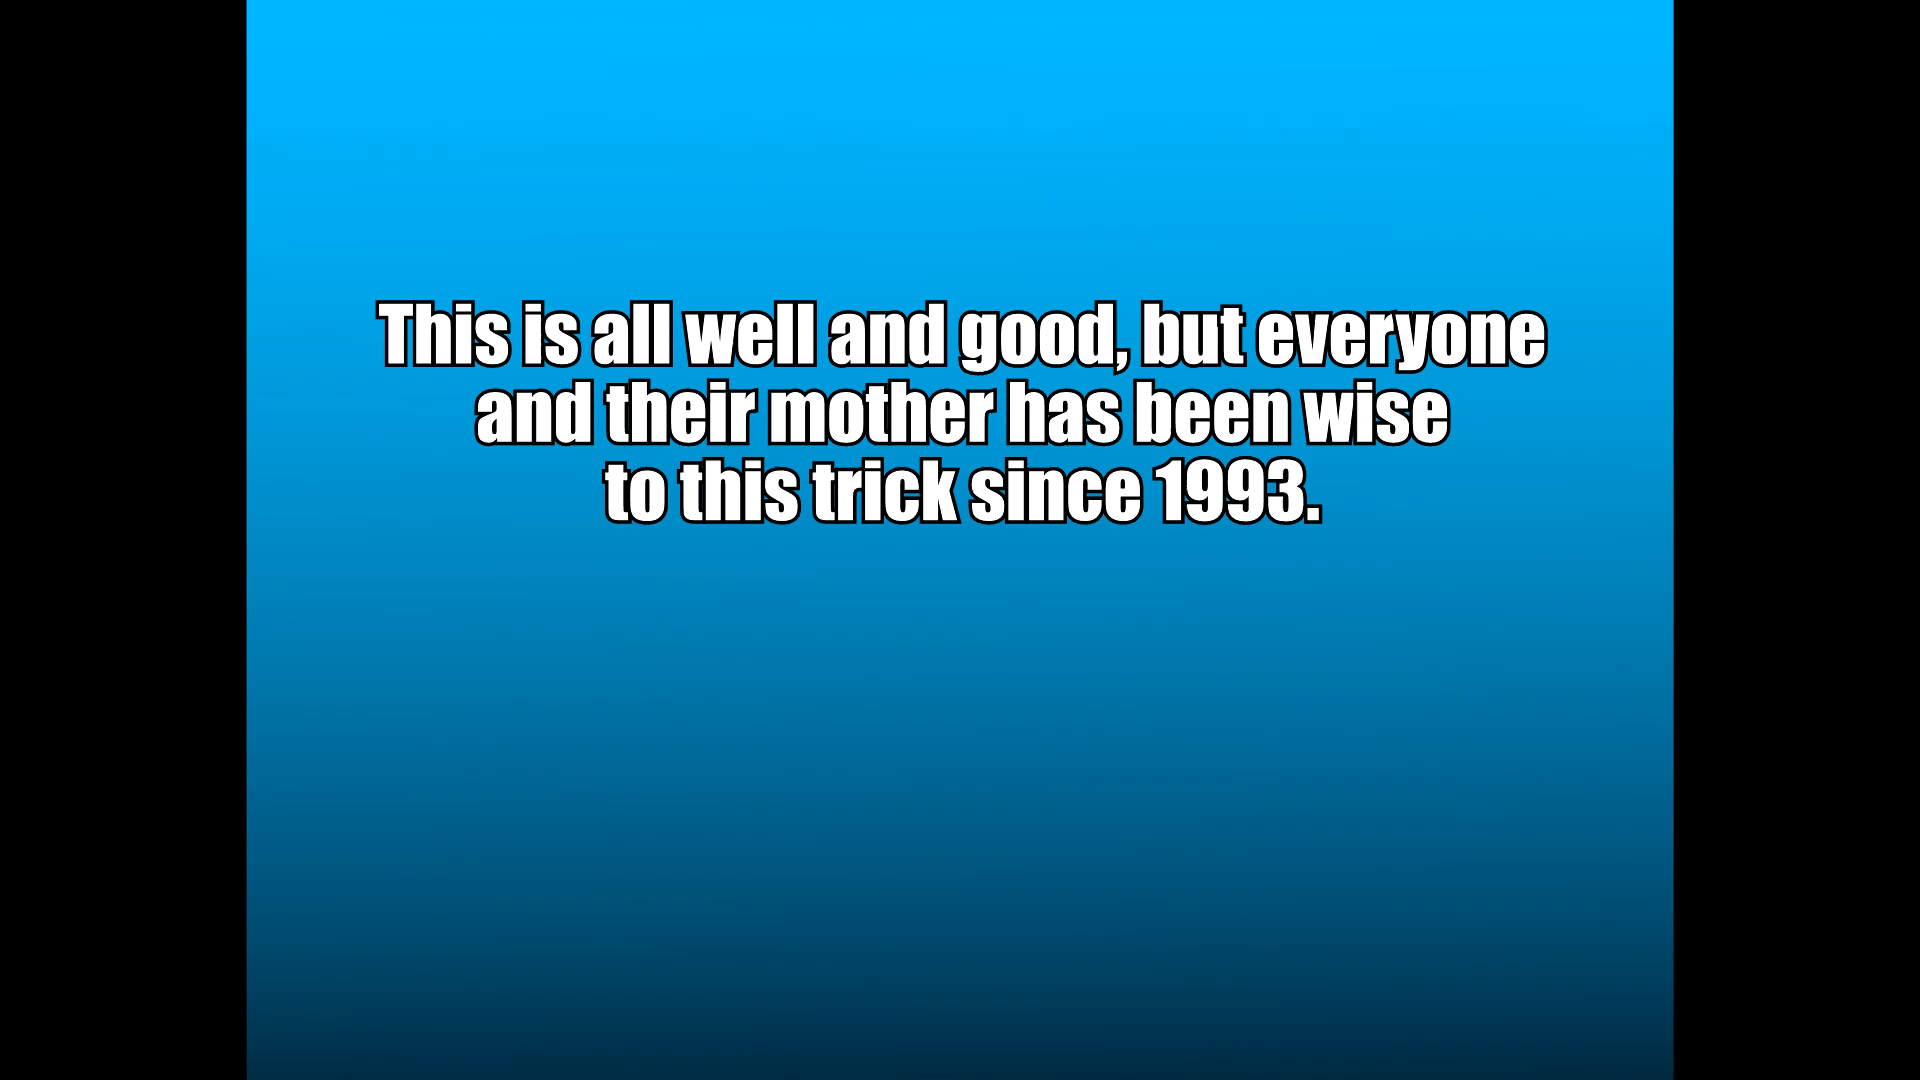 This is all well and good, but everyone
and their mother has been wise
to this trick since 1993.